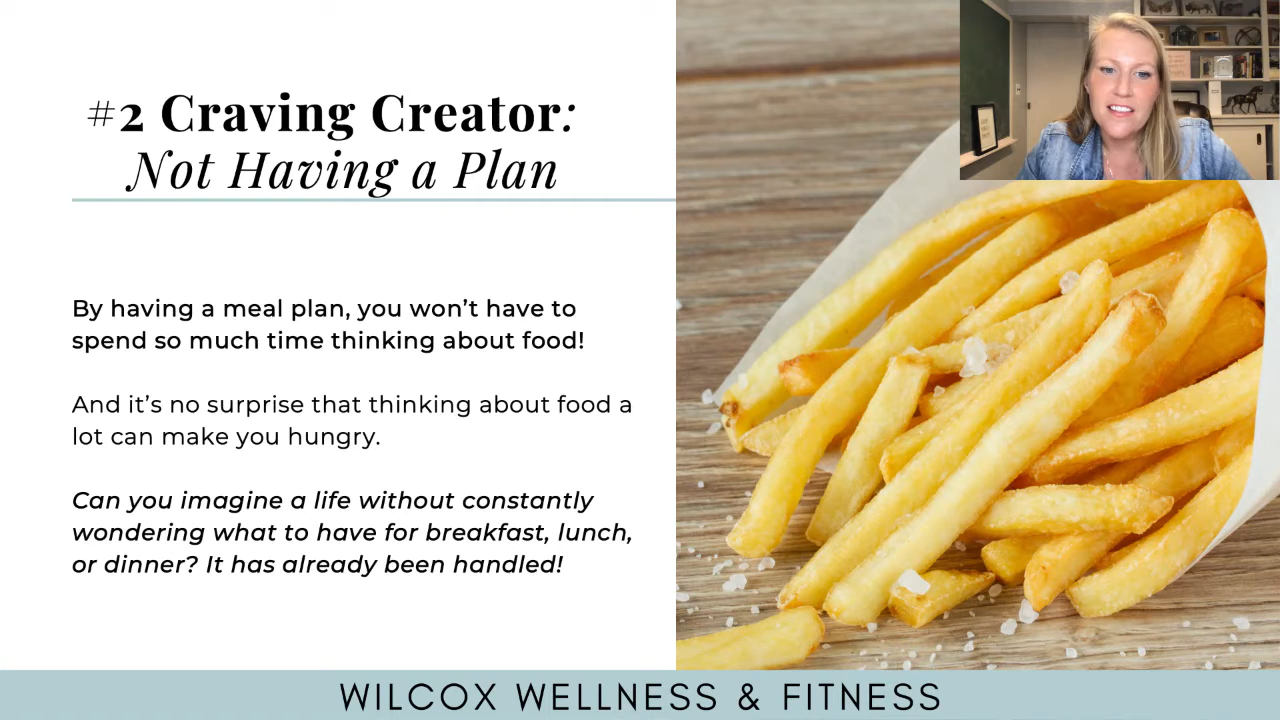 #2 Craving Creator:
Not Having a Plan
By having a meal plan, you won’t have to
spend so much time thinking about food!
And it’s no surprise that thinking about food a
lot can make you hungry.
Can you imagine a life without constantly
wondering what to have for breakfast, lunch,
or dinner? It has already been handled!
WILCOX WELLNESS & FITNESS